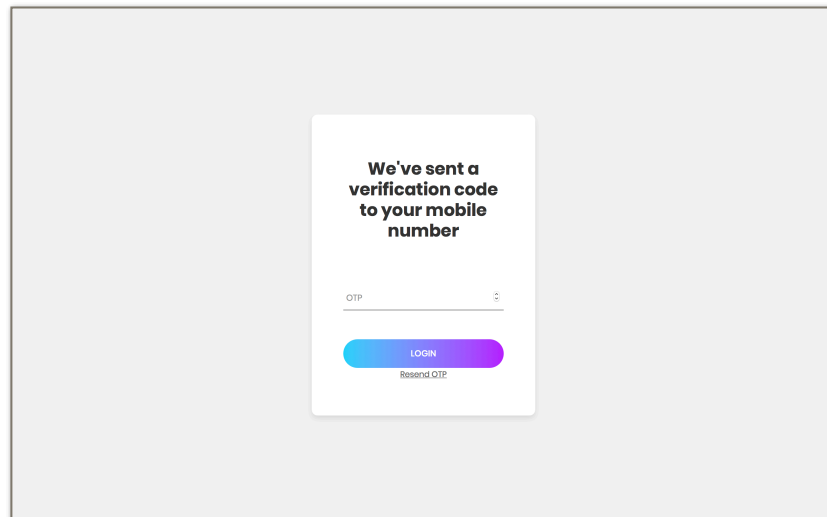 We've sent a
verification code
to your mobile
number
OTP
LOGIN
Resend OTP